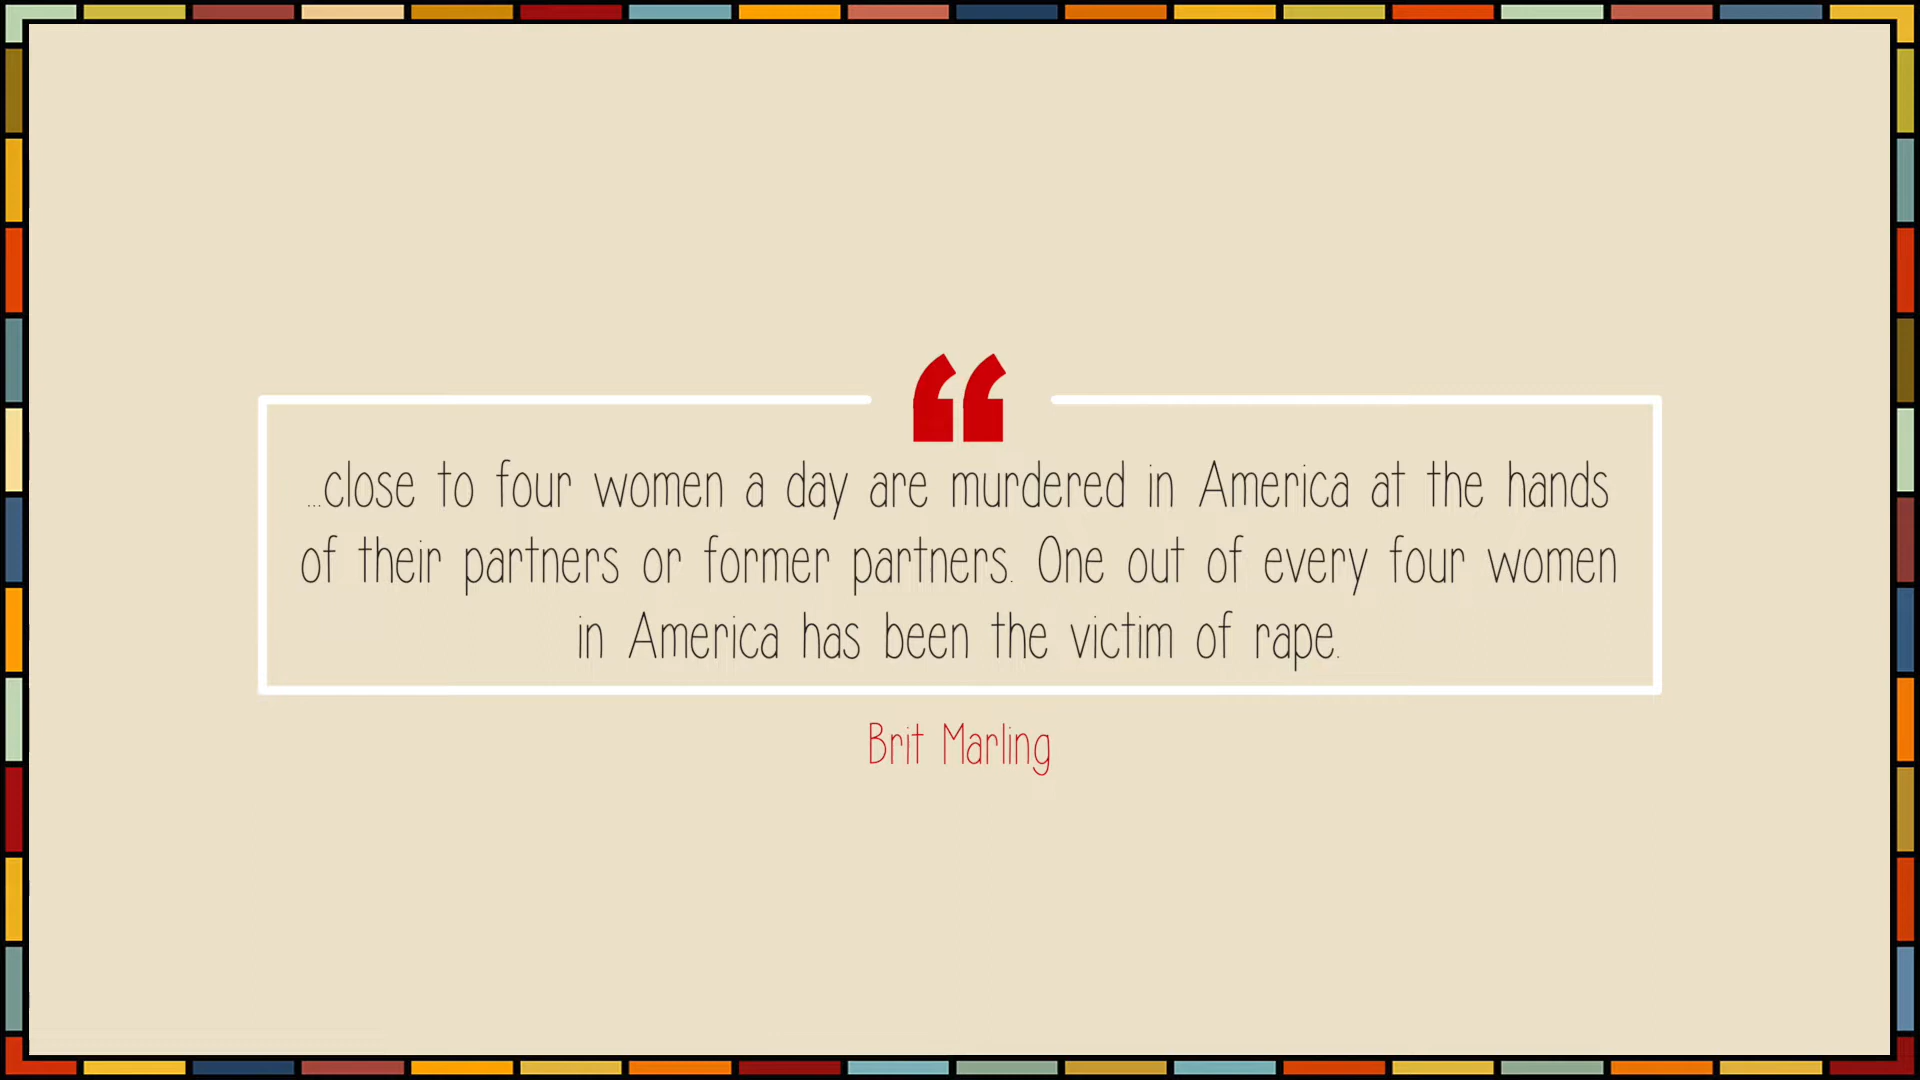 “
...close to four women a day are murdered in America at the hands
of their partners or former partners. One out of every four women
in America has been the victim of rape.
Brit Marling